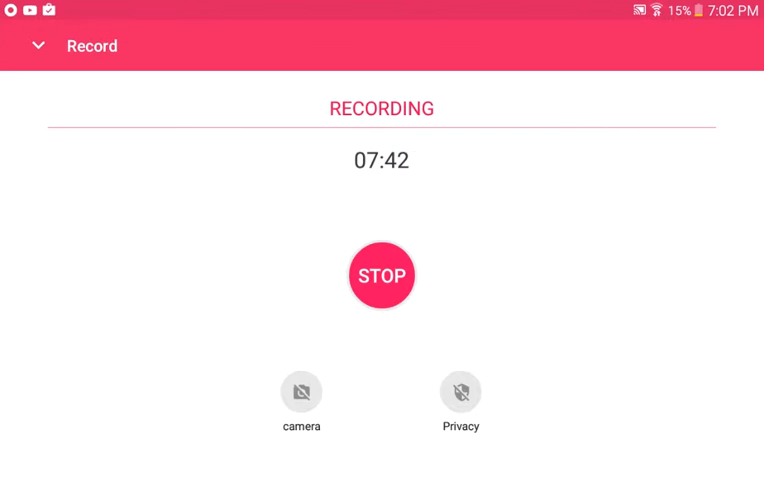 15% 7:02 PM
Record
RECORDING
07:42
STOP
camera Privacy